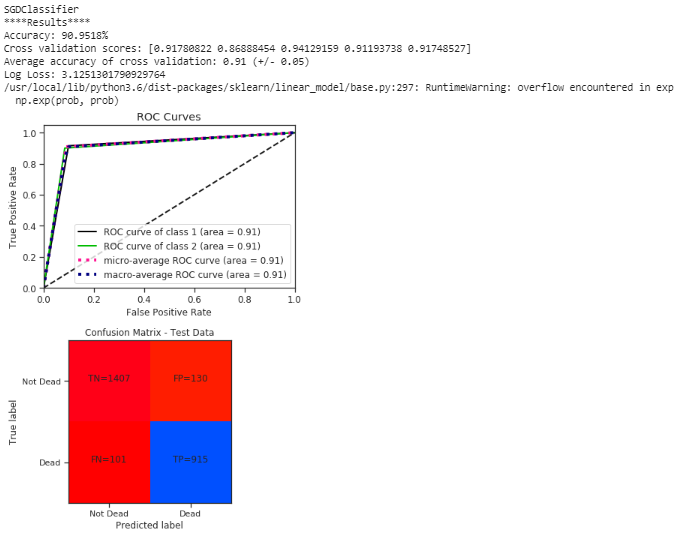 SGDClassifier
****Results****
Accuracy: 90.9518%
Cross validation scores: [0.91780822 0.86888454 0.94129159 0.91193738 0.91748527]
Average accuracy of cross validation: 0.91 (+/- 0.05)
Log Loss: 3.1251301790929764
/usr/local/lib/python3.6/dist-packages/sklearn/linear_model/base.py:297: RuntimeWarning: overflow encountered in exp
np.exp(prob, prob)
ROC Curves
True Positive Rate
1.0
0.8
0.6
0.4
0.2
0.0
ROC curve of class 1 (area = 0.91)
ROC curve of class 2 (area = 0.91)
micro-average ROC curve (area = 0.91)
macro-average ROC curve (area = 0.91)
0.0 0.2 0.4 0.6 0.8 1.0
False Positive Rate
Confusion Matrix - Test Data
True label
Not Dead TN=1407 FP=130
Dead FN=101 TP=915
Not Dead Dead
Predicted label